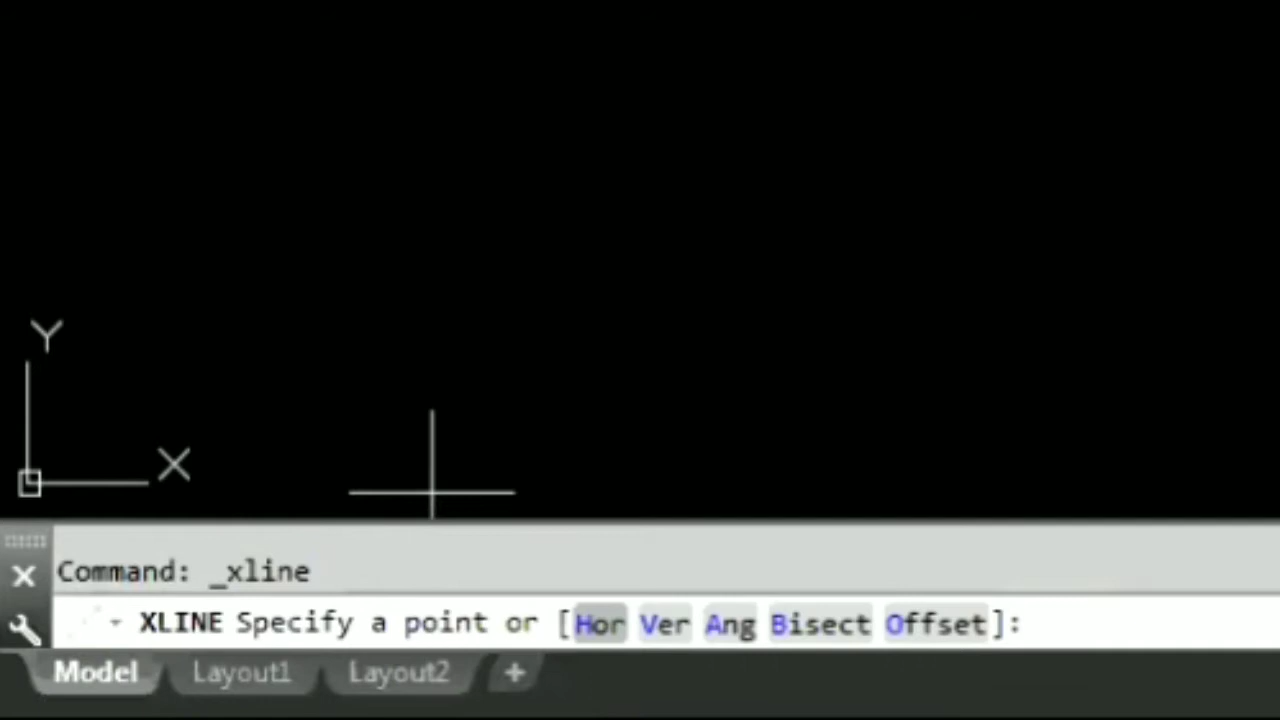 Y
X
Command: _xline
XLINE Specify a point or [Hor Ver Ang Bisect Offset]:
Model Layout1 Layout2 +